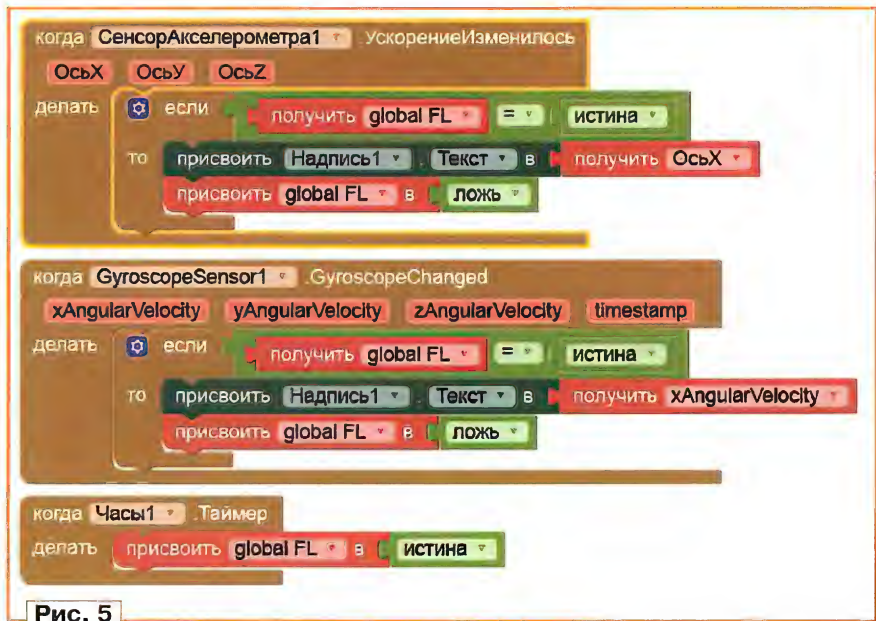 когда СенсорАкселерометра1 .УскорениеИзменилось
ОсьX ОсьY ОсьZ
делать если получить global FL = истина
то присвоить Надпись1 . Текст в получить ОсьX
присвоить global FL в ложь
когда GyroscopeSensor1 .GyroscopeChanged
xAngularVelocity yAngularVelocity zAngularVelocity timestamp
делать если получить global FL = истина
то присвоить Надпись1 . Текст в получить xAngularVelocity
присвоить global FL в ложь
когда Часы1 .Таймер
делать присвоить global FL в истина
Рис. 5